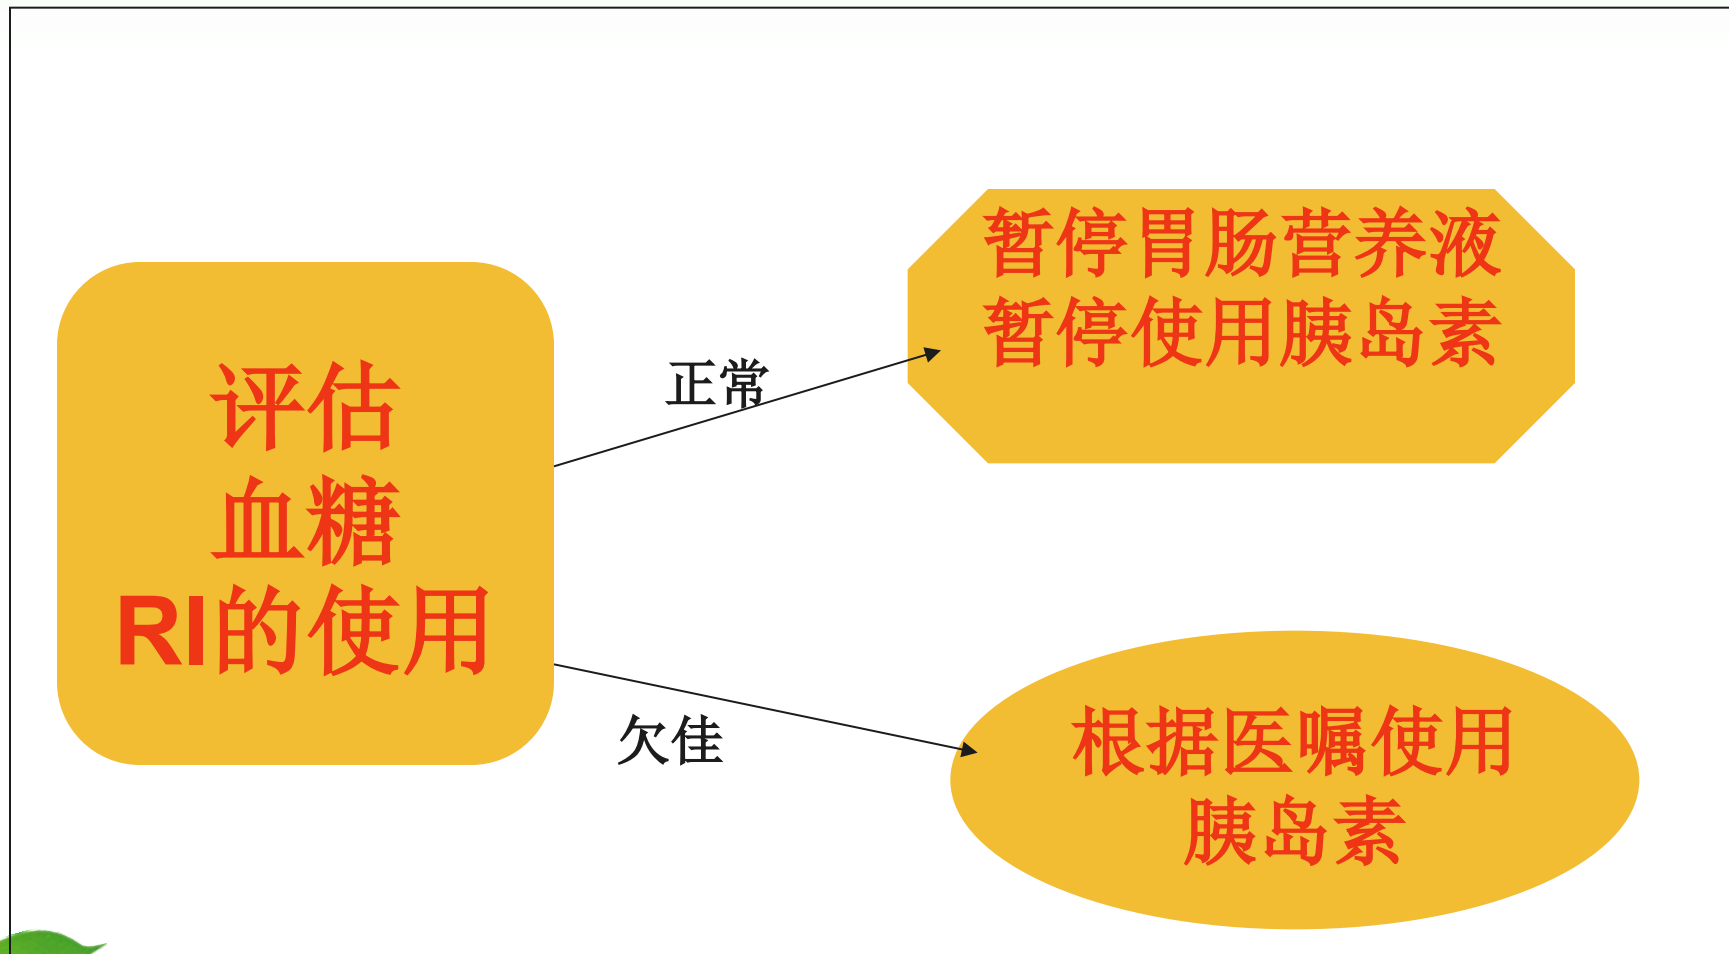 评估
血糖
RI的使用
正常
暂停胃肠营养液
暂停使用胰岛素
欠佳
根据医嘱使用
胰岛素